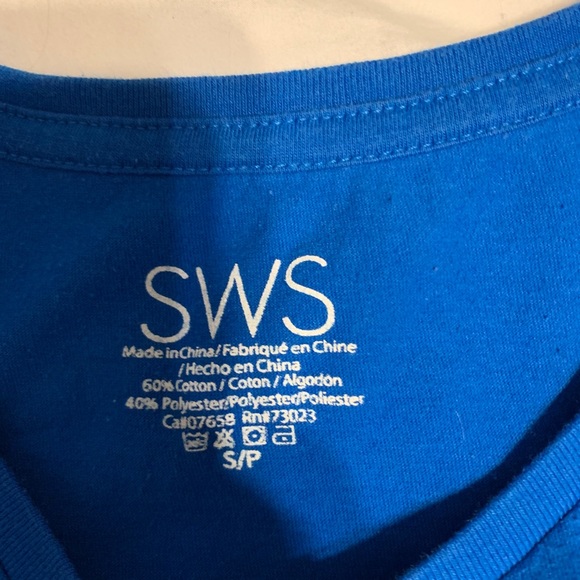 SWS
Made in China/Fabriqué en Chine
/Hecho en China
60% Cotton / Coton / Algodón
40% Polyester/Polyester/Poliester
Ca#07658 Rn#73023
S/P